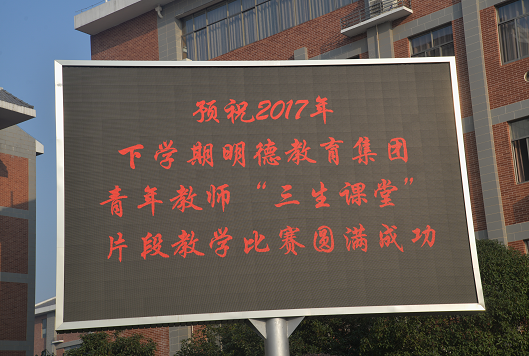 预祝2017年
下学期明德教育集团
青年教师“三生课堂”
片段教学比赛圆满成功